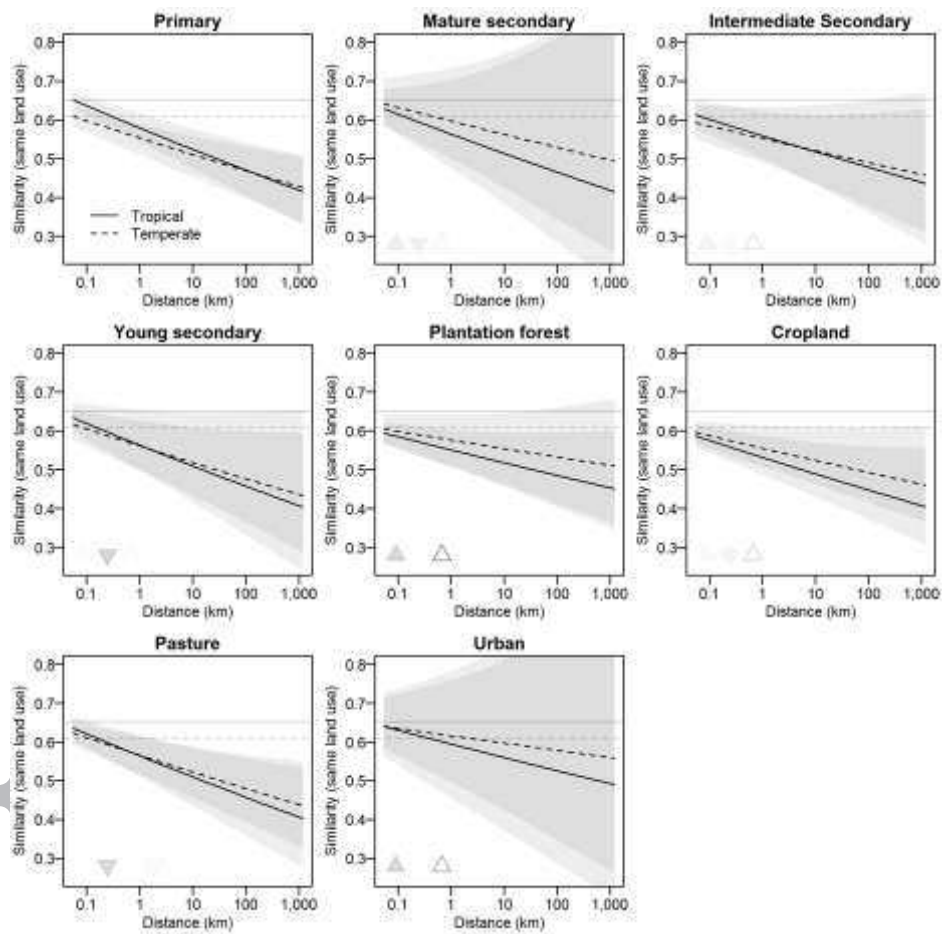 Primary
Similarity (same land use)
0.8
0.7
0.6
0.5
0.4
0.3
Tropical
Temperate
0.1 1 10 100 1,000
Distance (km)
Mature secondary
Similarity (same land use)
0.8
0.7
0.6
0.5
0.4
0.3
0.1 1 10 100 1,000
Distance (km)
Intermediate Secondary
Similarity (same land use)
0.8
0.7
0.6
0.5
0.4
0.3
0.1 1 10 100 1,000
Distance (km)
Young secondary
Similarity (same land use)
0.8
0.7
0.6
0.5
0.4
0.3
0.1 1 10 100 1,000
Distance (km)
Plantation forest
Similarity (same land use)
0.8
0.7
0.6
0.5
0.4
0.3
0.1 1 10 100 1,000
Distance (km)
Cropland
Similarity (same land use)
0.8
0.7
0.6
0.5
0.4
0.3
0.1 1 10 100 1,000
Distance (km)
Pasture
Similarity (same land use)
0.8
0.7
0.6
0.5
0.4
0.3
0.1 1 10 100 1,000
Distance (km)
Urban
Similarity (same land use)
0.8
0.7
0.6
0.5
0.4
0.3
0.1 1 10 100 1,000
Distance (km)